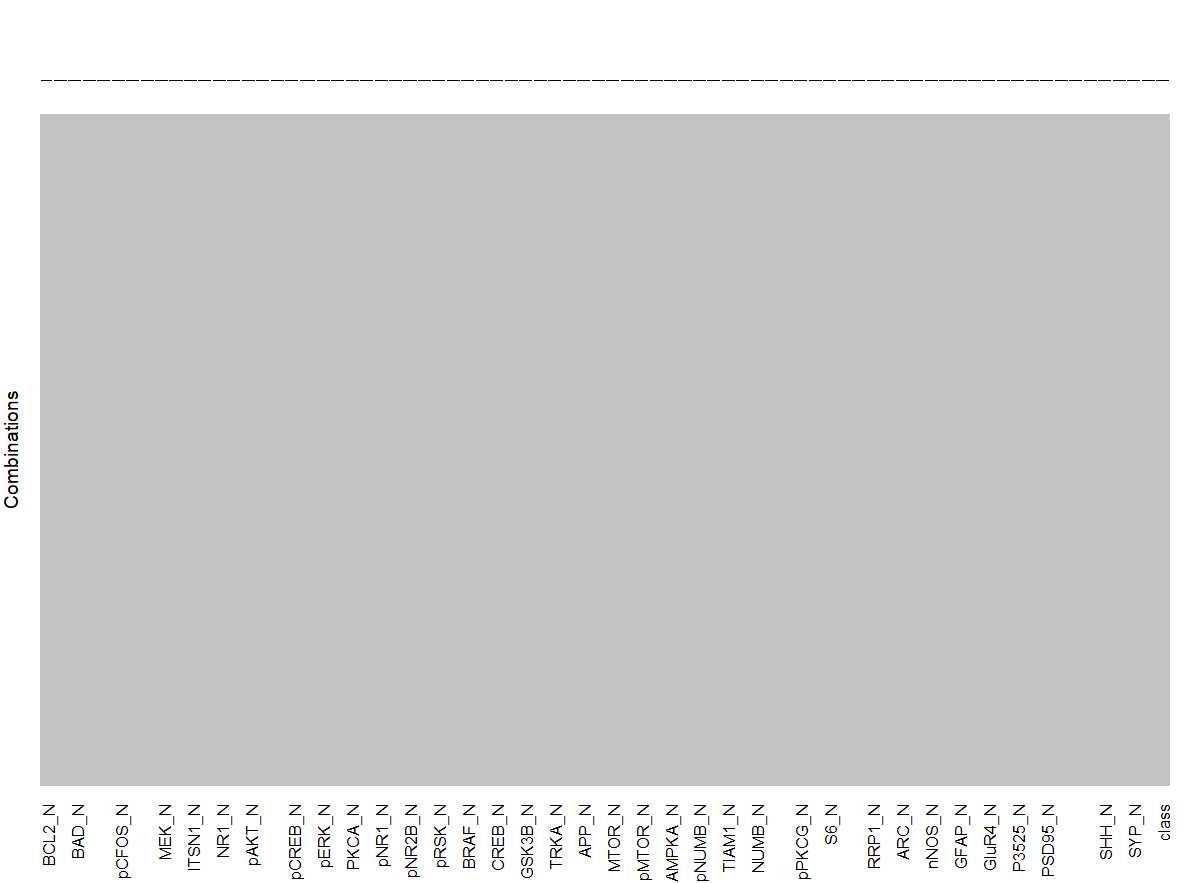 Combinations
BCL2_N
BAD_N
pCFOS_N
MEK_N
ITSN1_N
NR1_N
pAKT_N
pCREB_N
pERK_N
PKCA_N
pNR1_N
pNR2B_N
pRSK_N
BRAF_N
CREB_N
GSK3B_N
TRKA_N
APP_N
MTOR_N
pMTOR_N
AMPKA_N
pNUMB_N
TIAM1_N
NUMB_N
pPKCG_N
S6_N
RRP1_N
ARC_N
nNOS_N
GFAP_N
GluR4_N
P3525_N
PSD95_N
SHH_N
SYP_N
class